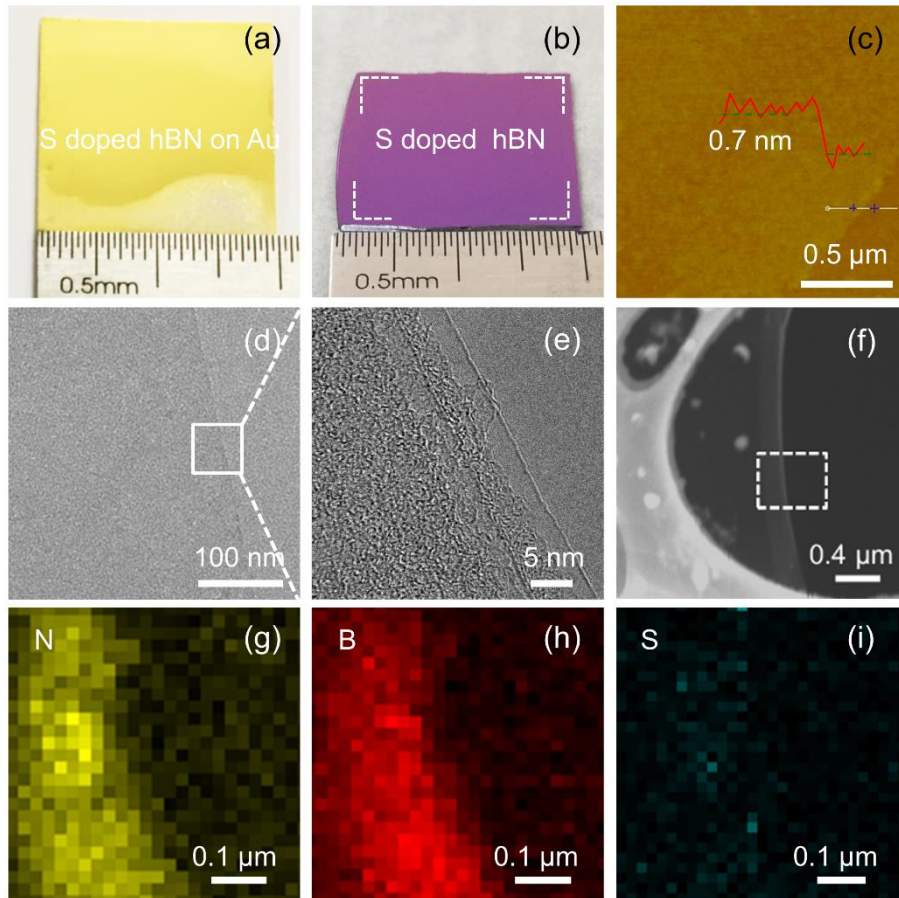 (a)
S doped hBN on Au
0.5mm
(b)
S doped hBN
0.5mm
(c)
0.7 nm
0.5 µm
(d)
100 nm
(e)
5 nm
(f)
0.4 µm
N
(g)
0.1 µm
B
(h)
0.1 µm
S
(i)
0.1 µm